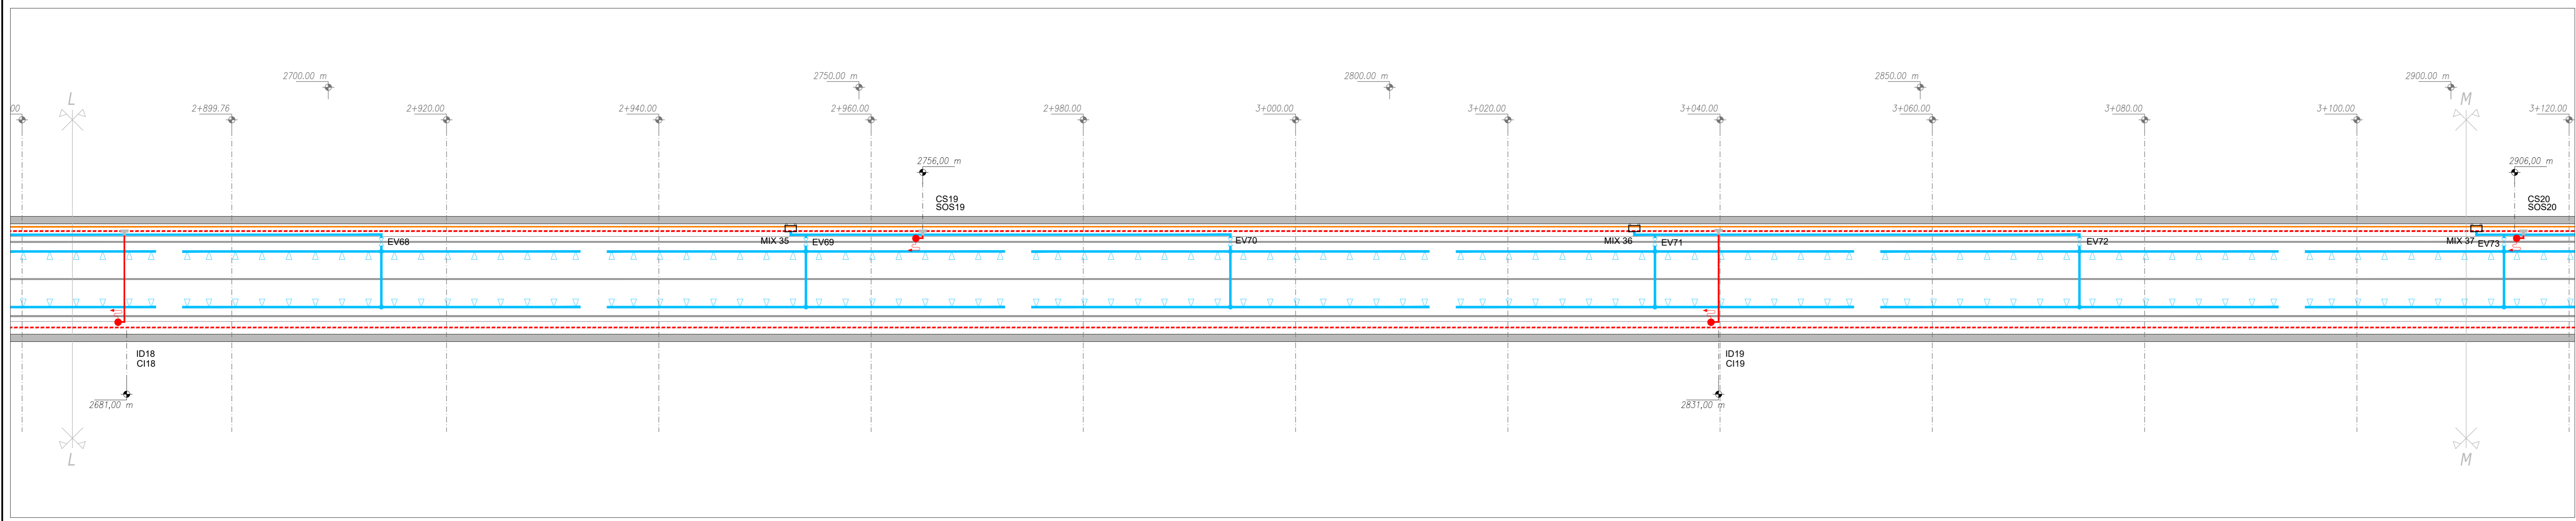 2700.00 m
2750.00 m
2800.00 m
2850.00 m
2900.00 m
L
M
00
2+899.76
2+920.00
2+940.00
2+960.00
2+980.00
3+000.00
3+020.00
3+040.00
3+060.00
3+080.00
3+100.00
3+120.00
2756,00 m
2906,00 m
CS19
SOS19
CS20
SOS20
EV68
MIX 35
EV69
EV70
MIX 36
EV71
EV72
MIX 37
EV73
ID18
CI18
ID19
CI19
2681,00 m
2831,00 m
L
M